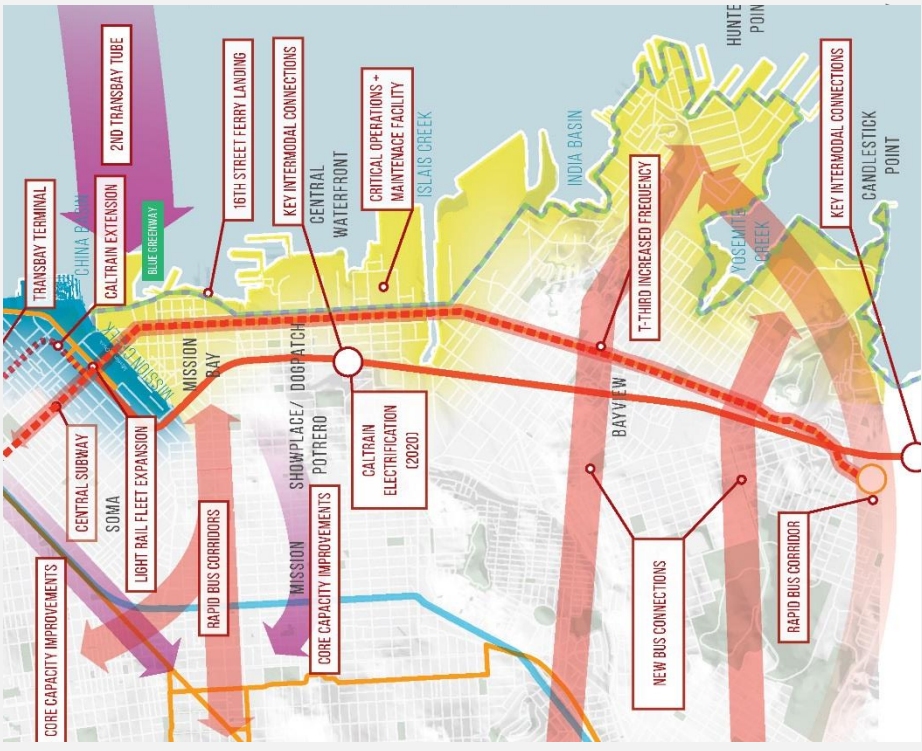 TRANSBAY TERMINAL
CHINA BASIN
CALTRAIN EXTENSION
2ND TRANSBAY TUBE
BLUE GREENWAY
16TH STREET FERRY LANDING
KEY INTERMODAL CONNECTIONS
CENTRAL
WATERFRONT
CRITICAL OPERATIONS +
MAINTENACE FACILITY
ISLAIS CREEK
INDIA BASIN
T-THIRD INCREASED FREQUENCY
YOSEMITE
CREEK
KEY INTERMODAL CONNECTIONS
CANDLESTICK
POINT
MISSION CREEK
MISSION
BAY
SHOWPLACE/
POTRERO
DOGPATCH
CALTRAIN
ELECTRIFICATION
(2020)
BAYVIEW
CENTRAL SUBWAY
SOMA
LIGHT RAIL FLEET EXPANSION
RAPID BUS CORRIDORS
MISSION
CORE CAPACITY IMPROVEMENTS
CORE CAPACITY IMPROVEMENTS
NEW BUS CONNECTIONS
RAPID BUS CORRIDOR